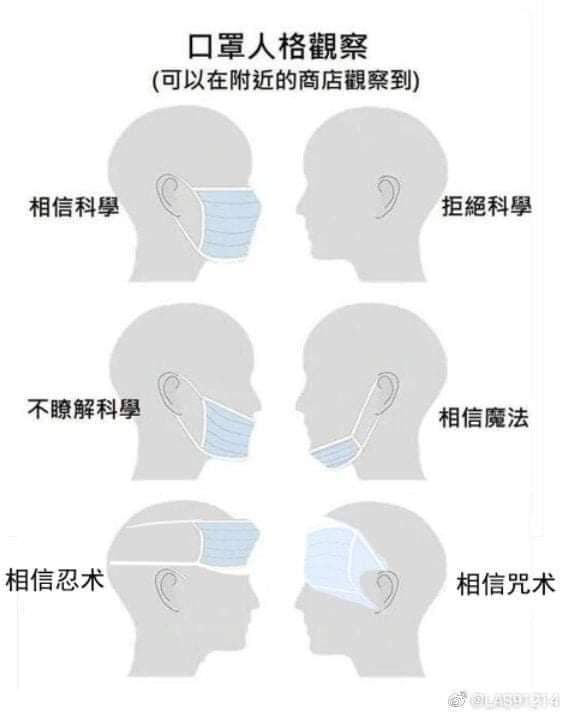 口罩人格觀察
(可以在附近的商店觀察到)
相信科學
拒絕科學
不瞭解科學
相信魔法
相信忍术
相信咒术
@LAS91214